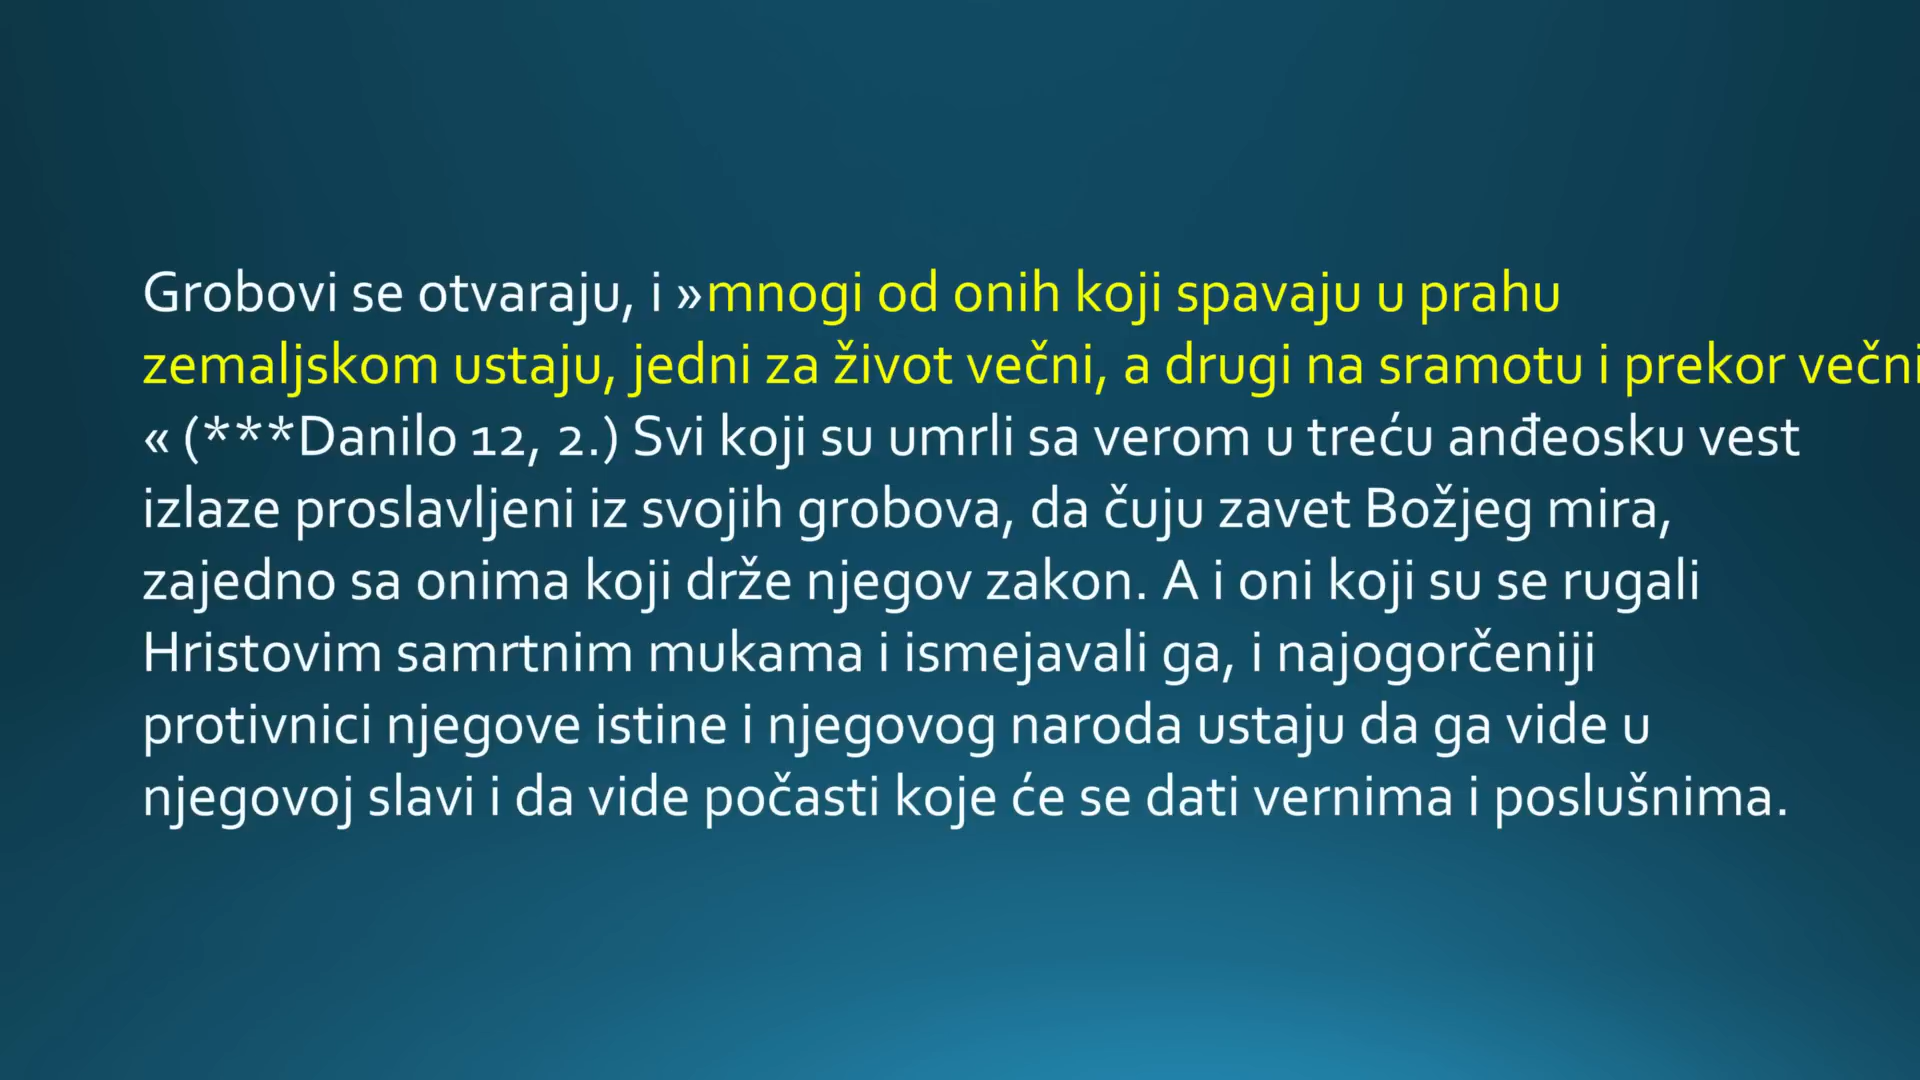 Grobovi se otvaraju, i »mnogi od onih koji spavaju u prahu
zemaljskom ustaju, jedni za život večni, a drugi na sramotu i prekor večni
« (***Danilo 12, 2.) Svi koji su umrli sa verom u treću anđeosku vest
izlaze proslavljeni iz svojih grobova, da čuju zavet Božjeg mira,
zajedno sa onima koji drže njegov zakon. A i oni koji su se rugali
Hristovim samrtnim mukama i ismejavali ga, i najogorčeniji
protivnici njegove istine i njegovog naroda ustaju da ga vide u
njegovoj slavi i da vide počasti koje će se dati vernima i poslušnima.